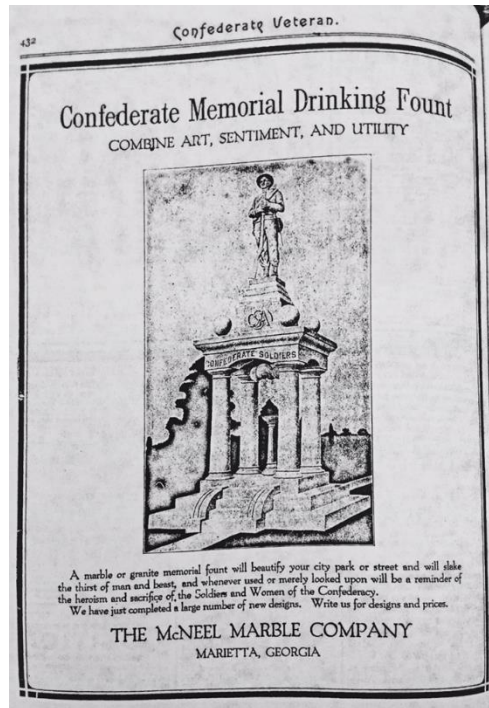 432
Confederate Veteran.
Confederate Memorial Drinking Fount
COMBINE ART, SENTIMENT, AND UTILITY
CSA
CONFEDERATE SOLDIERS
A marble or granite memorial fount will beautify your city park or street and will slake
the thirst of man and beast, and whenever used or merely looked upon will be a reminder of
the heroism and sacrifice of the Soldiers and Women of the Confederacy.
We have just completed a large number of new designs. Write us for designs and prices.
THE McNEEL MARBLE COMPANY
MARIETTA, GEORGIA